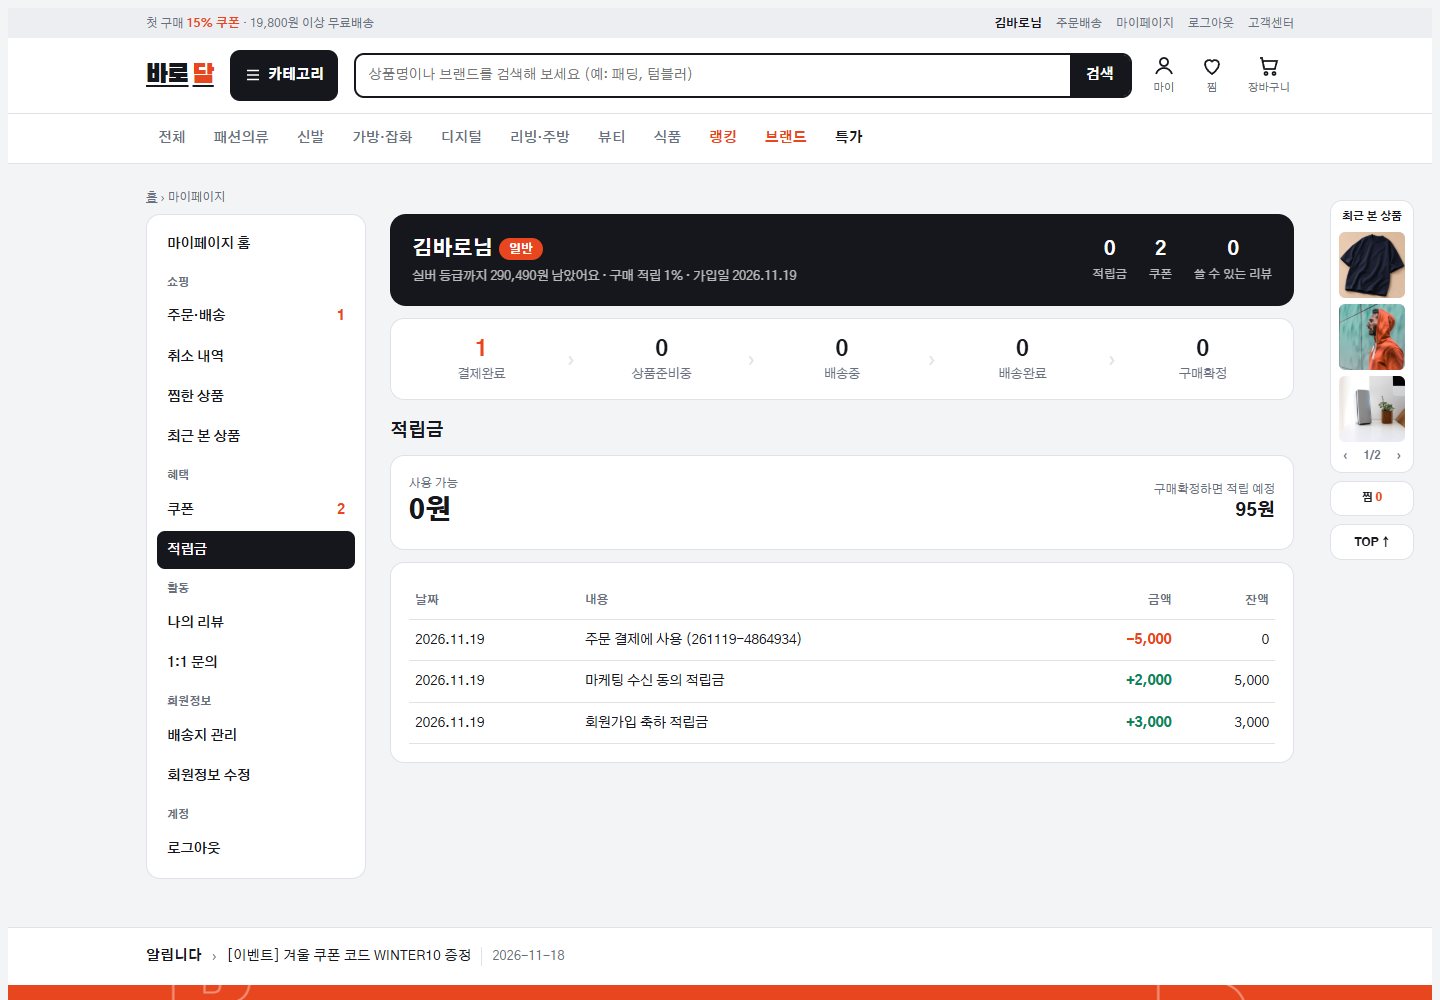 첫 구매 15% 쿠폰 · 19,800원 이상 무료배송
김바로님 주문배송 마이페이지 로그아웃 고객센터
바로 달
카테고리
상품명이나 브랜드를 검색해 보세요 (예: 패딩, 텀블러)
검색
마이 찜 장바구니
전체 패션의류 신발 가방·잡화 디지털 리빙·주방 뷰티 식품 랭킹 브랜드 특가
홈 › 마이페이지
마이페이지 홈
쇼핑
주문·배송 1
취소 내역
찜한 상품
최근 본 상품
혜택
쿠폰 2
적립금
활동
나의 리뷰
1:1 문의
회원정보
배송지 관리
회원정보 수정
계정
로그아웃
김바로님 일반
실버 등급까지 290,490원 남았어요 · 구매 적립 1% · 가입일 2026.11.19
0 2 0
적립금 쿠폰 쓸 수 있는 리뷰
1 › 0 › 0 › 0 › 0
결제완료 상품준비중 배송중 배송완료 구매확정
적립금
사용 가능
0원
구매확정하면 적립 예정
95원
날짜 내용 금액 잔액
2026.11.19 주문 결제에 사용 (261119-4864934) -5,000 0
2026.11.19 마케팅 수신 동의 적립금 +2,000 5,000
2026.11.19 회원가입 축하 적립금 +3,000 3,000
최근 본 상품
‹ 1/2 ›
찜 0
TOP ↑
알립니다 › [이벤트] 겨울 쿠폰 코드 WINTER10 증정 2026-11-18